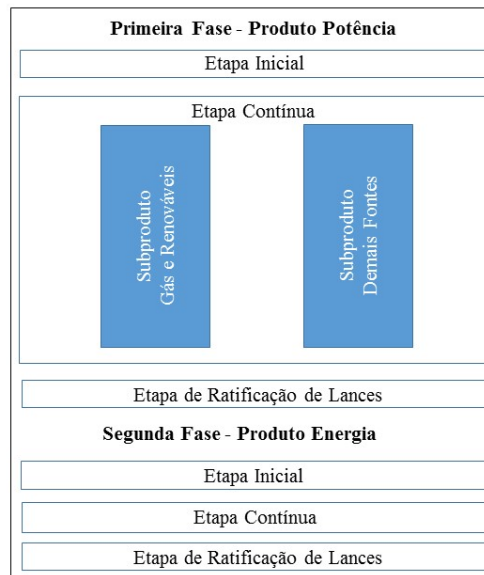 Primeira Fase - Produto Potência
Etapa Inicial
Etapa Contínua
Subproduto
Gás e Renováveis
Subproduto
Demais Fontes
Etapa de Ratificação de Lances
Segunda Fase - Produto Energia
Etapa Inicial
Etapa Contínua
Etapa de Ratificação de Lances